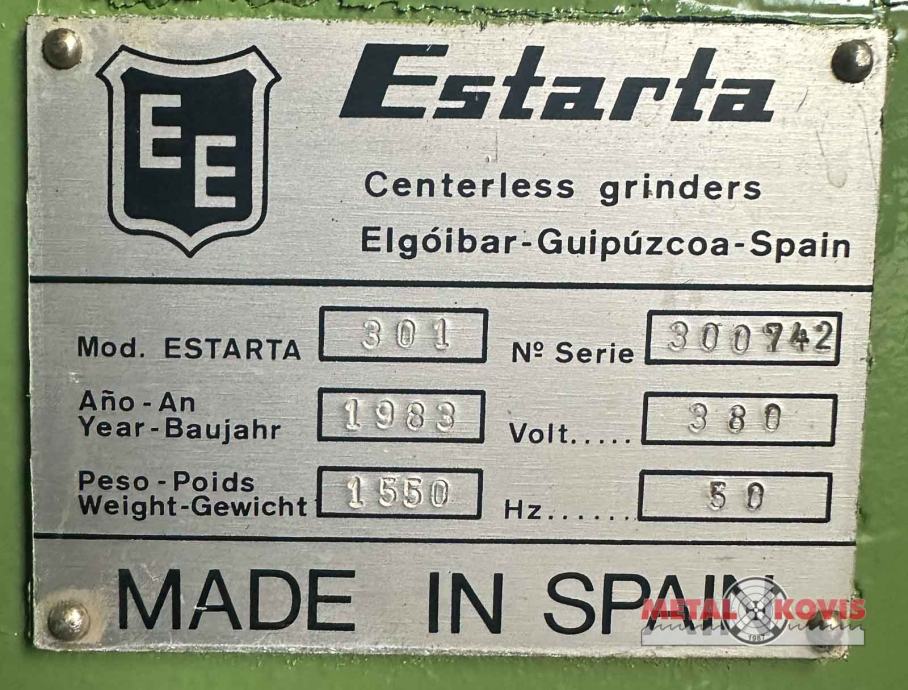 EE
Estarta
Centerless grinders
Elgóibar-Guipúzcoa-Spain
Mod. ESTARTA 301 Nº Serie 300742
Año - An
Year-Baujahr 1983 Volt..... 380
Peso - Poids
Weight-Gewicht 1550 Hz....... 50
MADE IN SPAIN
METAL KOVIS
1987